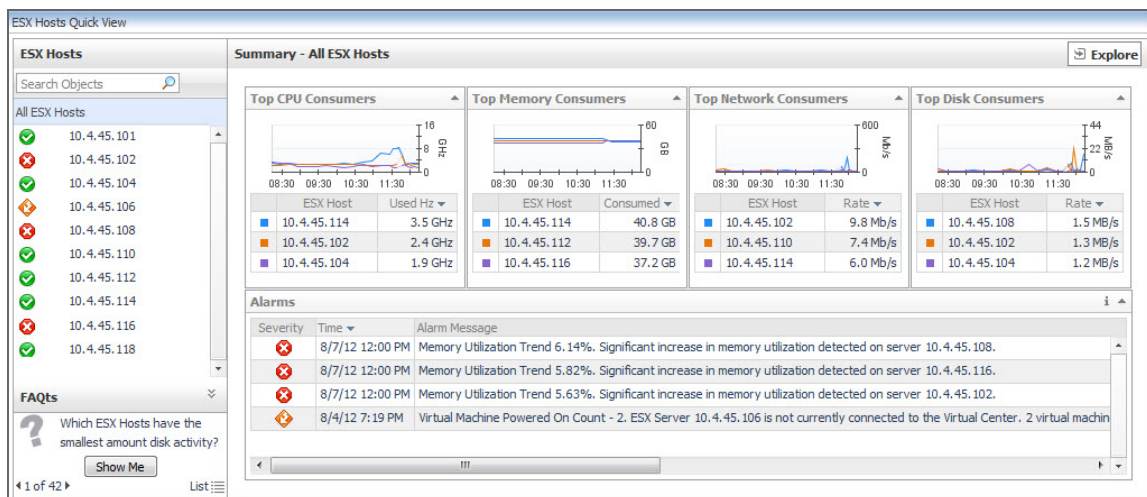 ESX Hosts Quick View
ESX Hosts
Search Objects
All ESX Hosts
10.4.45.101
10.4.45.102
10.4.45.104
10.4.45.106
10.4.45.108
10.4.45.110
10.4.45.112
10.4.45.114
10.4.45.116
10.4.45.118
FAQts
Which ESX Hosts have the
smallest amount disk activity?
Show Me
1 of 42
List
Summary - All ESX Hosts
Explore
Top CPU Consumers
16
8
0
GHz
08:30 09:30 10:30 11:30
ESX Host Used Hz
10.4.45.114 3.5 GHz
10.4.45.102 2.4 GHz
10.4.45.104 1.9 GHz
Top Memory Consumers
60
0
GB
08:30 09:30 10:30 11:30
ESX Host Consumed
10.4.45.114 40.8 GB
10.4.45.112 39.7 GB
10.4.45.116 37.2 GB
Top Network Consumers
600
0
Mb/s
08:30 09:30 10:30 11:30
ESX Host Rate
10.4.45.102 9.8 Mb/s
10.4.45.110 7.4 Mb/s
10.4.45.114 6.0 Mb/s
Top Disk Consumers
44
22
0
MB/s
08:30 09:30 10:30 11:30
ESX Host Rate
10.4.45.108 1.5 MB/s
10.4.45.102 1.3 MB/s
10.4.45.104 1.2 MB/s
Alarms
i
Severity Time Alarm Message
8/7/12 12:00 PM Memory Utilization Trend 6.14%. Significant increase in memory utilization detected on server 10.4.45.108.
8/7/12 12:00 PM Memory Utilization Trend 5.82%. Significant increase in memory utilization detected on server 10.4.45.116.
8/7/12 12:00 PM Memory Utilization Trend 5.63%. Significant increase in memory utilization detected on server 10.4.45.102.
8/4/12 7:19 PM Virtual Machine Powered On Count - 2. ESX Server 10.4.45.106 is not currently connected to the Virtual Center. 2 virtual machin